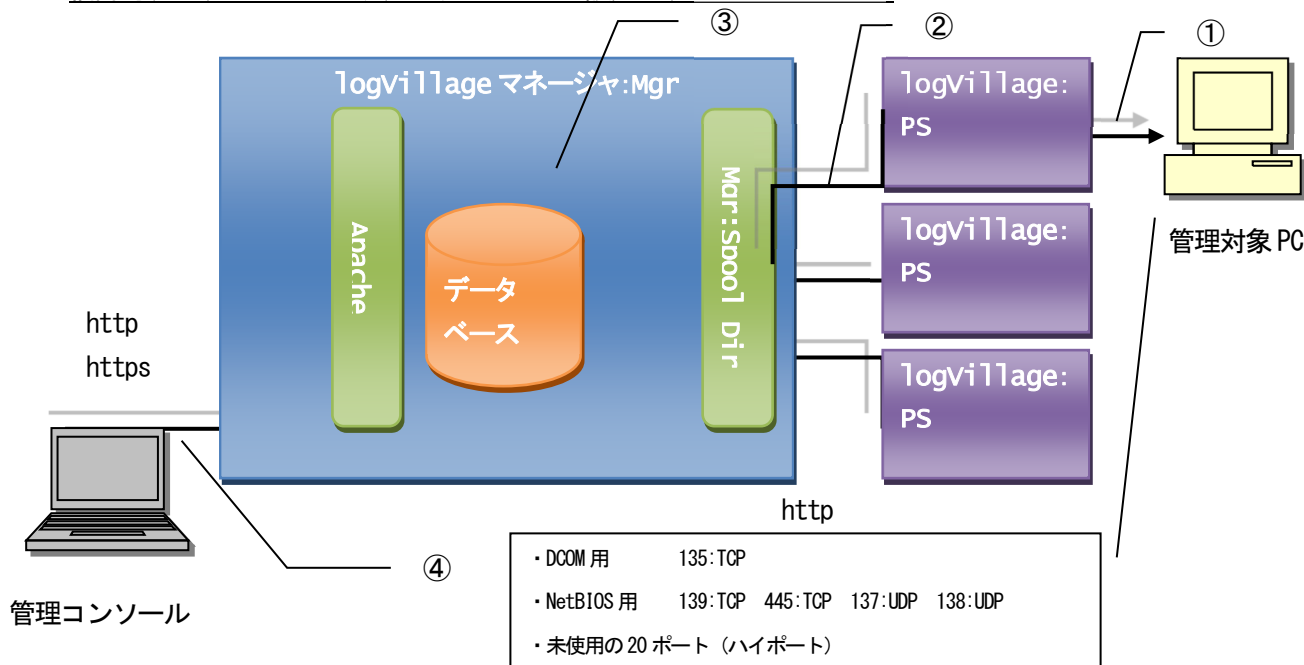 ③
②
①
logVillage マネージャ:Mgr
logVillage:
PS
Apache
データ
ベース
Mgr:Spool Dir
logVillage:
PS
logVillage:
PS
管理対象 PC
http
https
管理コンソール
④
http
・DCOM 用 135:TCP
・NetBIOS 用 139:TCP 445:TCP 137:UDP 138:UDP
・未使用の 20 ポート（ハイポート）